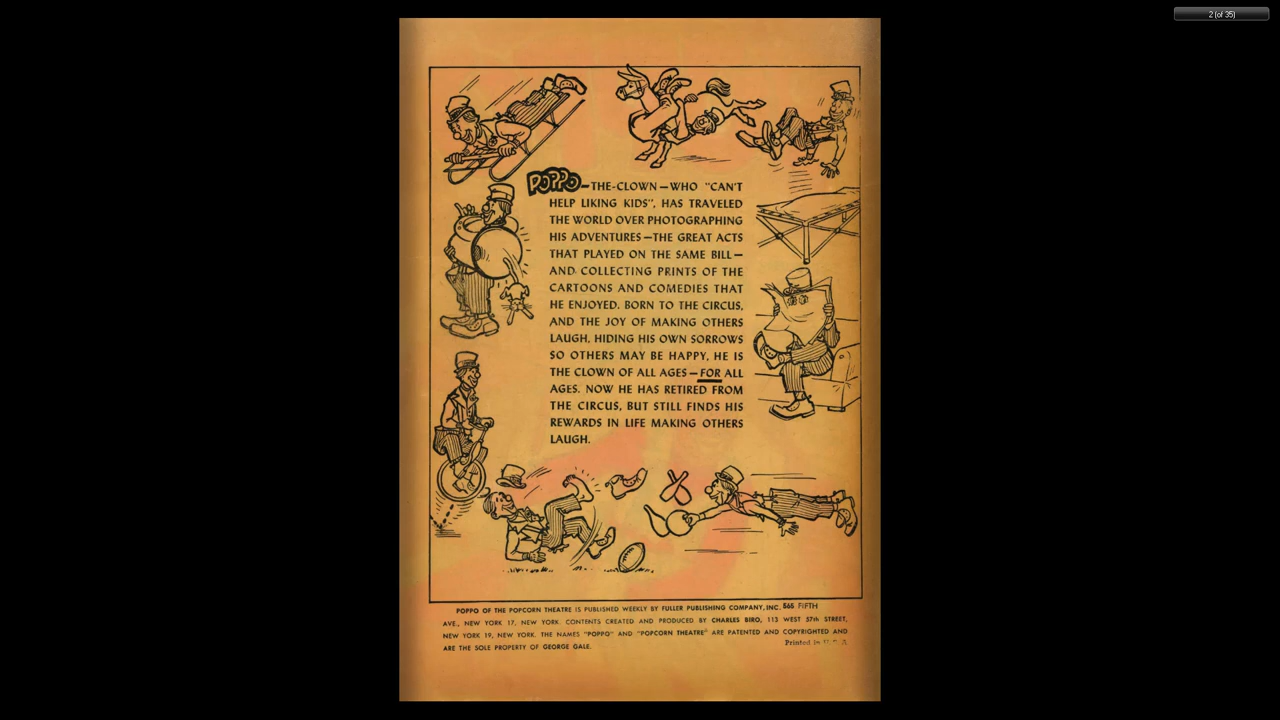 2 (of 35)
POPPO—THE-CLOWN—WHO "CAN'T
HELP LIKING KIDS", HAS TRAVELED
THE WORLD OVER PHOTOGRAPHING
HIS ADVENTURES—THE GREAT ACTS
THAT PLAYED ON THE SAME BILL—
AND COLLECTING PRINTS OF THE
CARTOONS AND COMEDIES THAT
HE ENJOYED. BORN TO THE CIRCUS,
AND THE JOY OF MAKING OTHERS
LAUGH, HIDING HIS OWN SORROWS
SO OTHERS MAY BE HAPPY, HE IS
THE CLOWN OF ALL AGES—FOR ALL
AGES. NOW HE HAS RETIRED FROM
THE CIRCUS, BUT STILL FINDS HIS
REWARDS IN LIFE MAKING OTHERS
LAUGH.
POPPO OF THE POPCORN THEATRE IS PUBLISHED WEEKLY BY FULLER PUBLISHING COMPANY, INC. 565 FIFTH
AVE., NEW YORK 17, NEW YORK. CONTENTS CREATED AND PRODUCED BY CHARLES BIRO, 113 WEST 57th STREET,
NEW YORK 19, NEW YORK. THE NAMES "POPPO" AND "POPCORN THEATRE" ARE PATENTED AND COPYRIGHTED AND
ARE THE SOLE PROPERTY OF GEORGE GALE.
Printed in U. S. A.